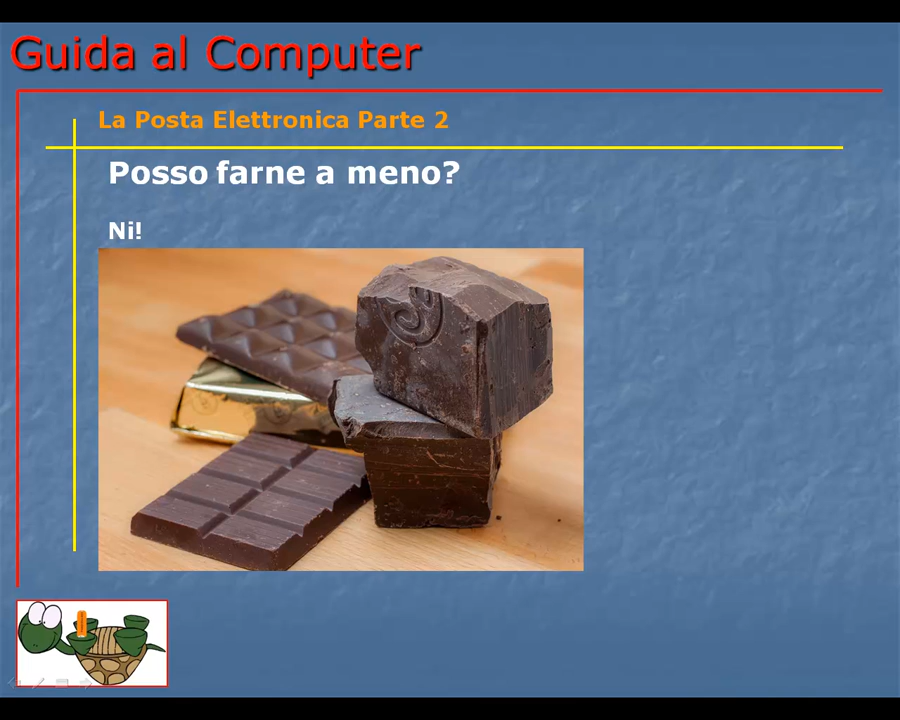 Guida al Computer
La Posta Elettronica Parte 2
Posso farne a meno?
Ni!